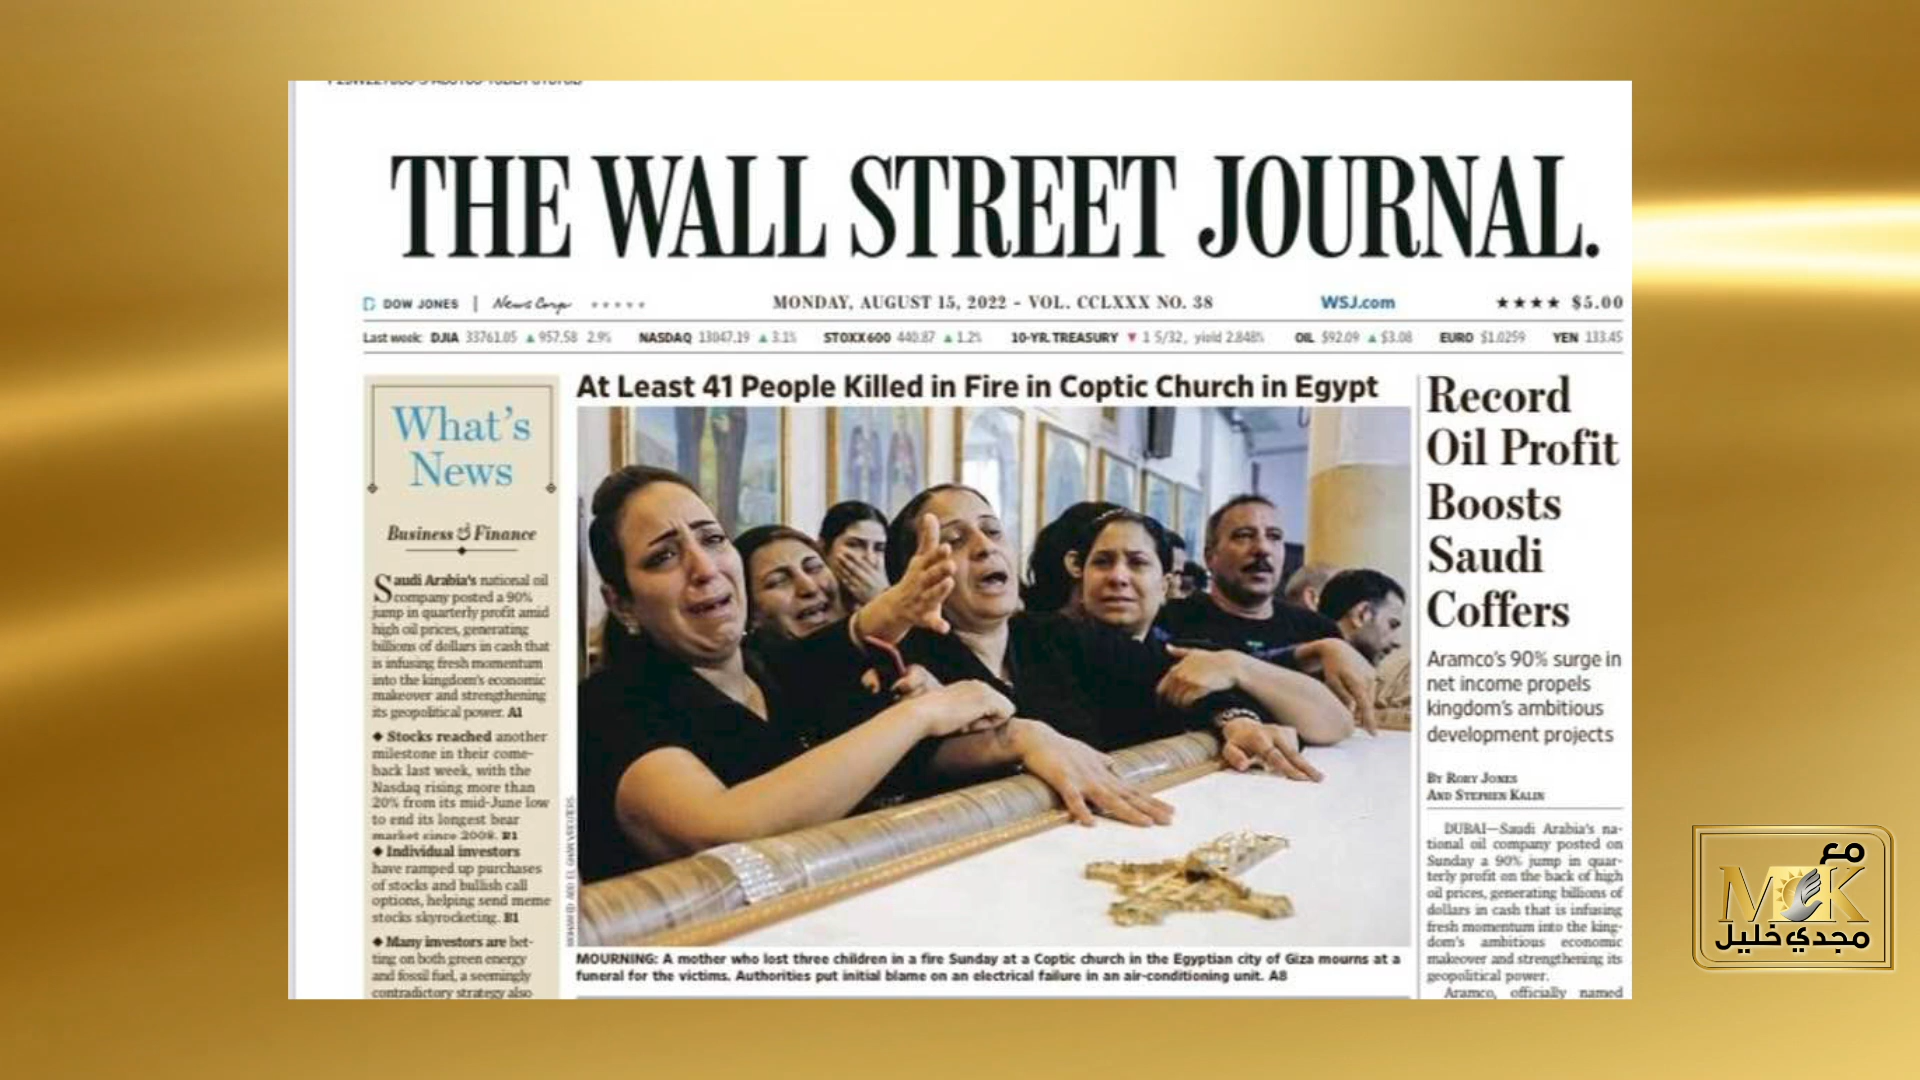 THE WALL STREET JOURNAL.
DOW JONES | News Corp ★★★★★ MONDAY, AUGUST 15, 2022 - VOL. CCLXXX NO. 38 WSJ.com ★★★★ $5.00
Last week: DJIA 33761.05 ▲ 957.58 2.9% NASDAQ 13047.19 ▲ 3.1% STOXX 600 440.87 ▲ 1.2% 10-YR. TREASURY ▼ 1 5/32, yield 2.848% OIL $92.09 ▲ $3.08 EURO $1.0259 YEN 133.45
What's
News
Business & Finance
Saudi Arabia's national oil
company posted a 90%
jump in quarterly profit amid
high oil prices, generating
billions of dollars in cash that
is infusing fresh momentum
into the kingdom's economic
makeover and strengthening
its geopolitical power. A1
◆ Stocks reached another
milestone in their come-
back last week, with the
Nasdaq rising more than
20% from its mid-June low
to end its longest bear
market since 2008. B1
◆ Individual investors
have ramped up purchases
of stocks and bullish call
options, helping send meme
stocks skyrocketing. B1
◆ Many investors are bet-
ting on both green energy
and fossil fuel, a seemingly
contradictory strategy also
At Least 41 People Killed in Fire in Coptic Church in Egypt
MOHAMED ABD EL GHANY/REUTERS
MOURNING: A mother who lost three children in a fire Sunday at a Coptic church in the Egyptian city of Giza mourns at a
funeral for the victims. Authorities put initial blame on an electrical failure in an air-conditioning unit. A8
Record
Oil Profit
Boosts
Saudi
Coffers
Aramco's 90% surge in
net income propels
kingdom's ambitious
development projects
BY RORY JONES
AND STEPHEN KALIN
DUBAI—Saudi Arabia's na-
tional oil company posted on
Sunday a 90% jump in quar-
terly profit on the back of high
oil prices, generating billions of
dollars in cash that is infusing
fresh momentum into the king-
dom's ambitious economic
makeover and strengthening its
geopolitical power.
Aramco, officially named
مع
MK
مجدي خليل